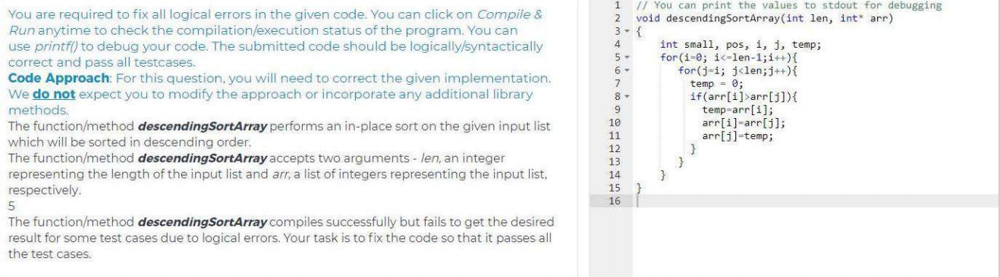 You are required to fix all logical errors in the given code. You can click on Compile &
Run anytime to check the compilation/execution status of the program. You can
use printf() to debug your code. The submitted code should be logically/syntactically
correct and pass all testcases.
Code Approach: For this question, you will need to correct the given implementation.
We do not expect you to modify the approach or incorporate any additional library
methods.
The function/method descendingSortArray performs an in-place sort on the given input list
which will be sorted in descending order.
The function/method descendingSortArray accepts two arguments - len, an integer
representing the length of the input list and arr, a list of integers representing the input list,
respectively.
5
The function/method descendingSortArray compiles successfully but fails to get the desired
result for some test cases due to logical errors. Your task is to fix the code so that it passes all
the test cases.
1 // You can print the values to stdout for debugging
2 void descendingSortArray(int len, int* arr)
3 {
4 int small, pos, i, j, temp;
5 for(i=0; i<=len-1;i++){
6 for(j=i; j<len;j++){
7 temp = 0;
8 if(arr[i]>arr[j]){
9 temp=arr[i];
10 arr[i]=arr[j];
11 arr[j]=temp;
12 }
13 }
14 }
15 }
16